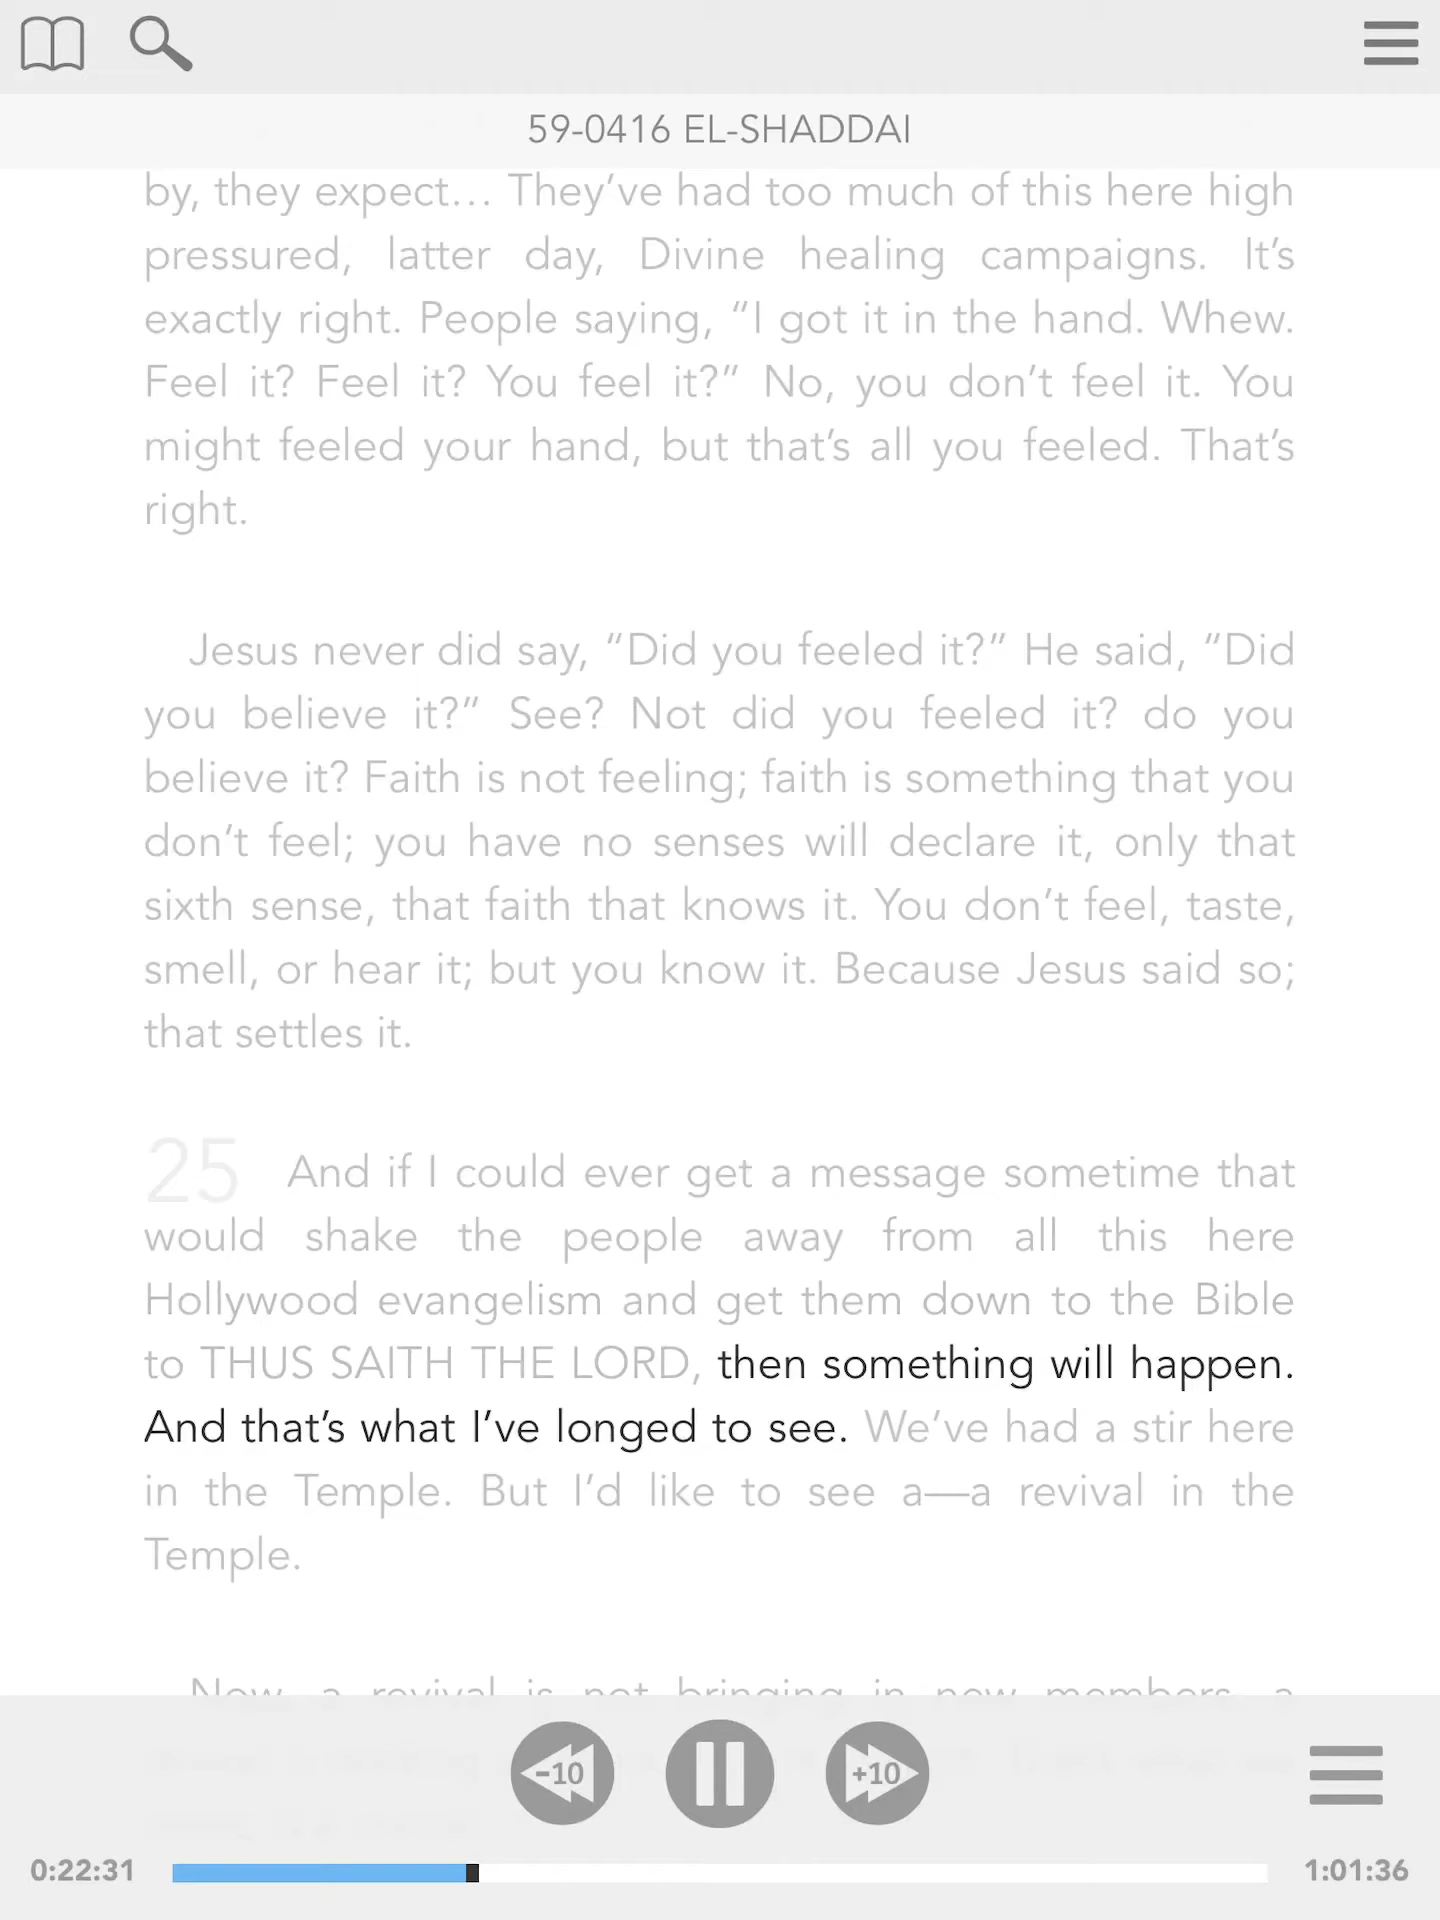 59-0416 EL-SHADDAI
by, they expect… They’ve had too much of this here high
pressured, latter day, Divine healing campaigns. It’s
exactly right. People saying, “I got it in the hand. Whew.
Feel it? Feel it? You feel it?” No, you don’t feel it. You
might feeled your hand, but that’s all you feeled. That’s
right.
Jesus never did say, “Did you feeled it?” He said, “Did
you believe it?” See? Not did you feeled it? do you
believe it? Faith is not feeling; faith is something that you
don’t feel; you have no senses will declare it, only that
sixth sense, that faith that knows it. You don’t feel, taste,
smell, or hear it; but you know it. Because Jesus said so;
that settles it.
25 And if I could ever get a message sometime that
would shake the people away from all this here
Hollywood evangelism and get them down to the Bible
to THUS SAITH THE LORD, then something will happen.
And that’s what I’ve longed to see. We’ve had a stir here
in the Temple. But I’d like to see a—a revival in the
Temple.
Now, a revival is not bringing in new members, a
-10 +10
0:22:31 1:01:36